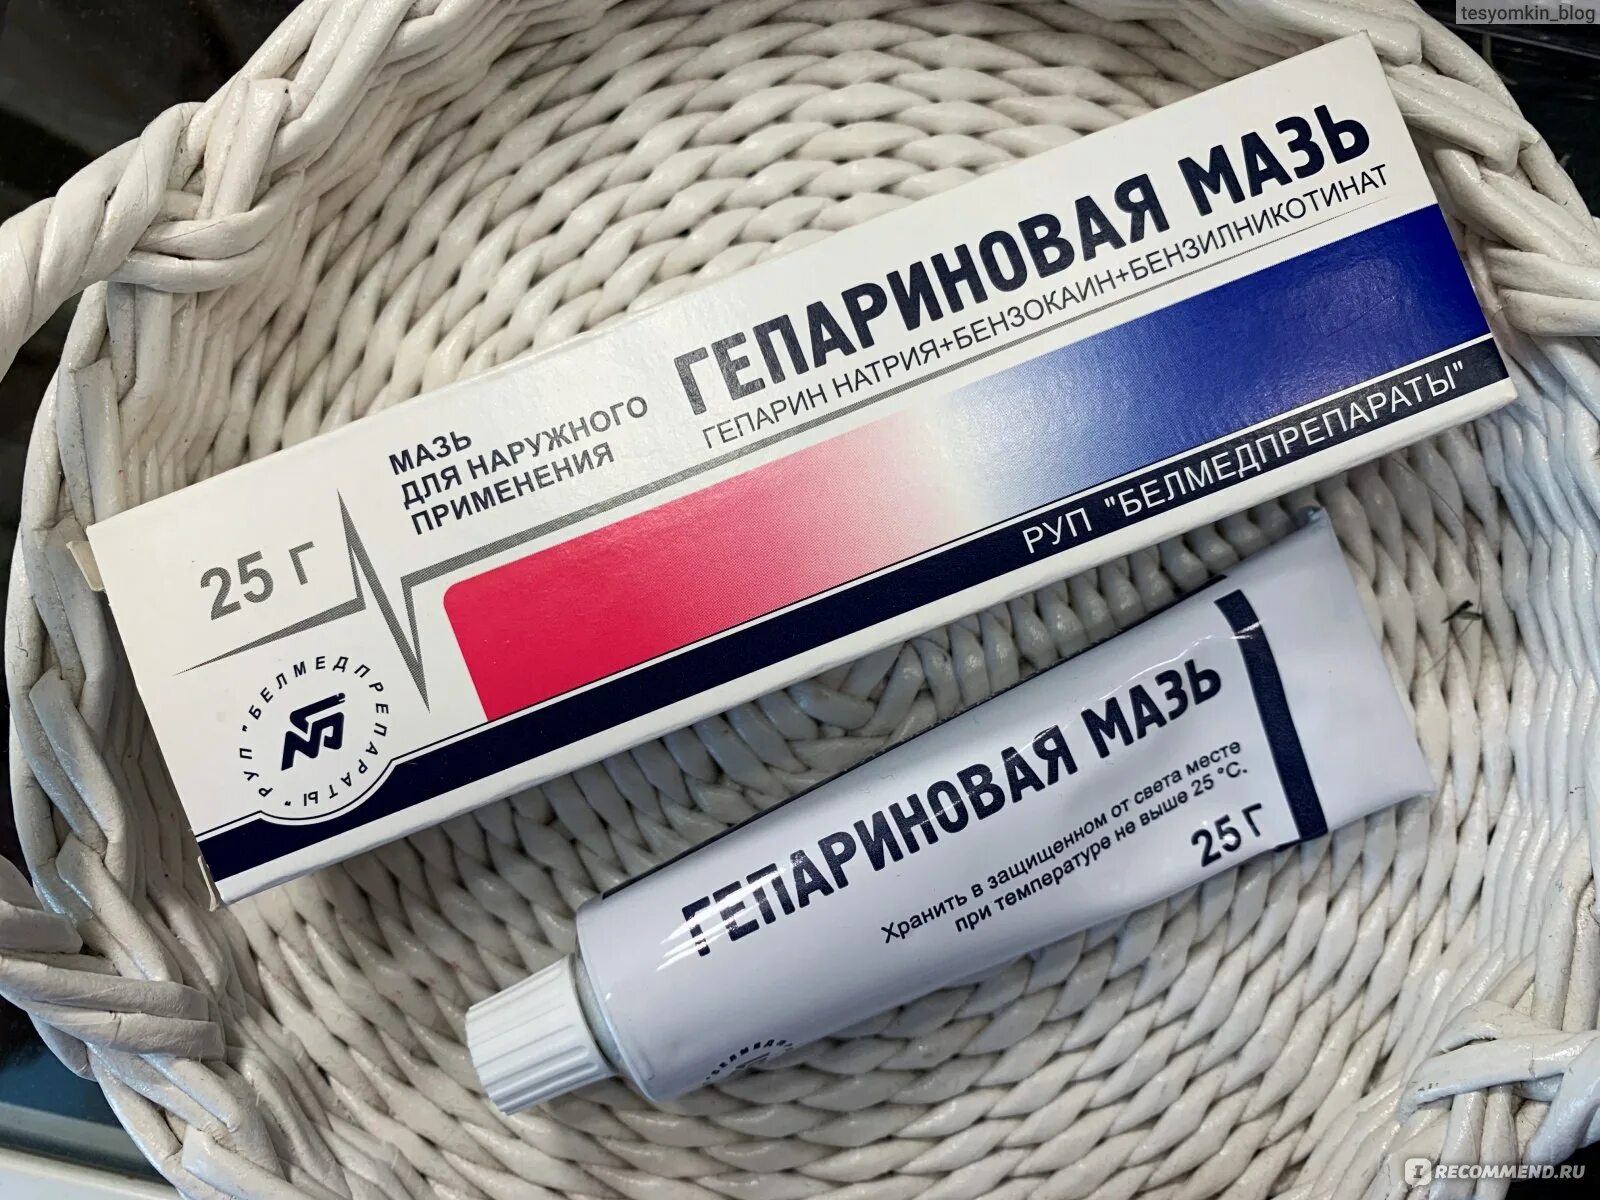 tesyomkin_blog
ГЕПАРИНОВАЯ МАЗЬ
ГЕПАРИН НАТРИЯ+БЕНЗОКАИН+БЕНЗИЛНИКОТИНАТ
МАЗЬ
ДЛЯ НАРУЖНОГО
ПРИМЕНЕНИЯ
25 Г
РУП "БЕЛМЕДПРЕПАРАТЫ"
РУП "БЕЛМЕДПРЕПАРАТЫ"
ГЕПАРИНОВАЯ МАЗЬ
Хранить в защищенном от света месте
при температуре не выше 25 °С.
25 Г
IRECOMMEND.RU